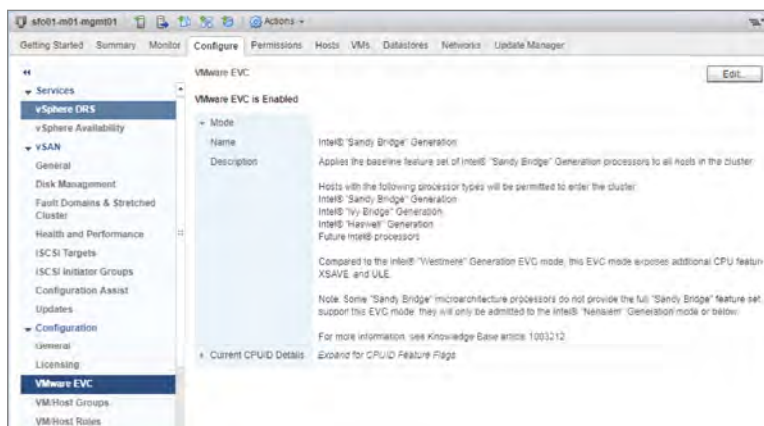 sfo01-m01-mgmt01 Actions
Getting Started Summary Monitor Configure Permissions Hosts VMs Datastores Networks Update Manager
Services
vSphere DRS
vSphere Availability
vSAN
General
Disk Management
Fault Domains & Stretched
Cluster
Health and Performance
iSCSI Targets
iSCSI Initiator Groups
Configuration Assist
Updates
Configuration
General
Licensing
VMware EVC
VM/Host Groups
VM/Host Rules
VMware EVC
Edit...
VMware EVC is Enabled
Mode
Name Intel® "Sandy Bridge" Generation
Description Applies the baseline feature set of Intel® "Sandy Bridge" Generation processors to all hosts in the cluster.
Hosts with the following processor types will be permitted to enter the cluster:
Intel® "Sandy Bridge" Generation
Intel® "Ivy Bridge" Generation
Intel® "Haswell" Generation
Future Intel® processors
Compared to the Intel® "Westmere" Generation EVC mode, this EVC mode exposes additional CPU featur
XSAVE, and ULE.
Note: Some "Sandy Bridge" microarchitecture processors do not provide the full "Sandy Bridge" feature set
support this EVC mode; they will only be admitted to the Intel® "Nehalem" Generation mode or below.
For more information, see Knowledge Base article 1003212.
Current CPUID Details Expand for CPUID Feature Flags